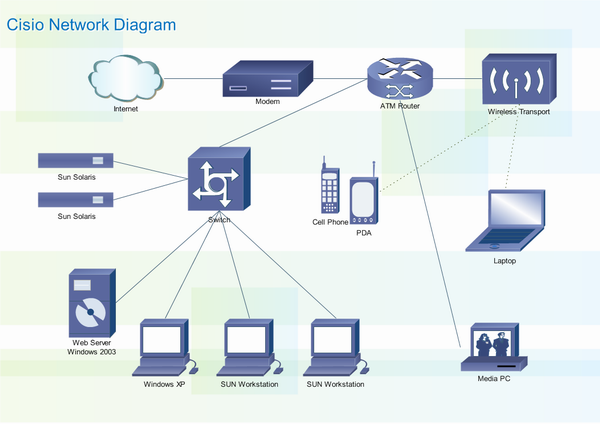 Cisio Network Diagram
Internet
Modem
ATM Router
Wireless Transport
Sun Solaris
Sun Solaris
Switch
Cell Phone
PDA
Laptop
Web Server
Windows 2003
Windows XP
SUN Workstation
SUN Workstation
Media PC